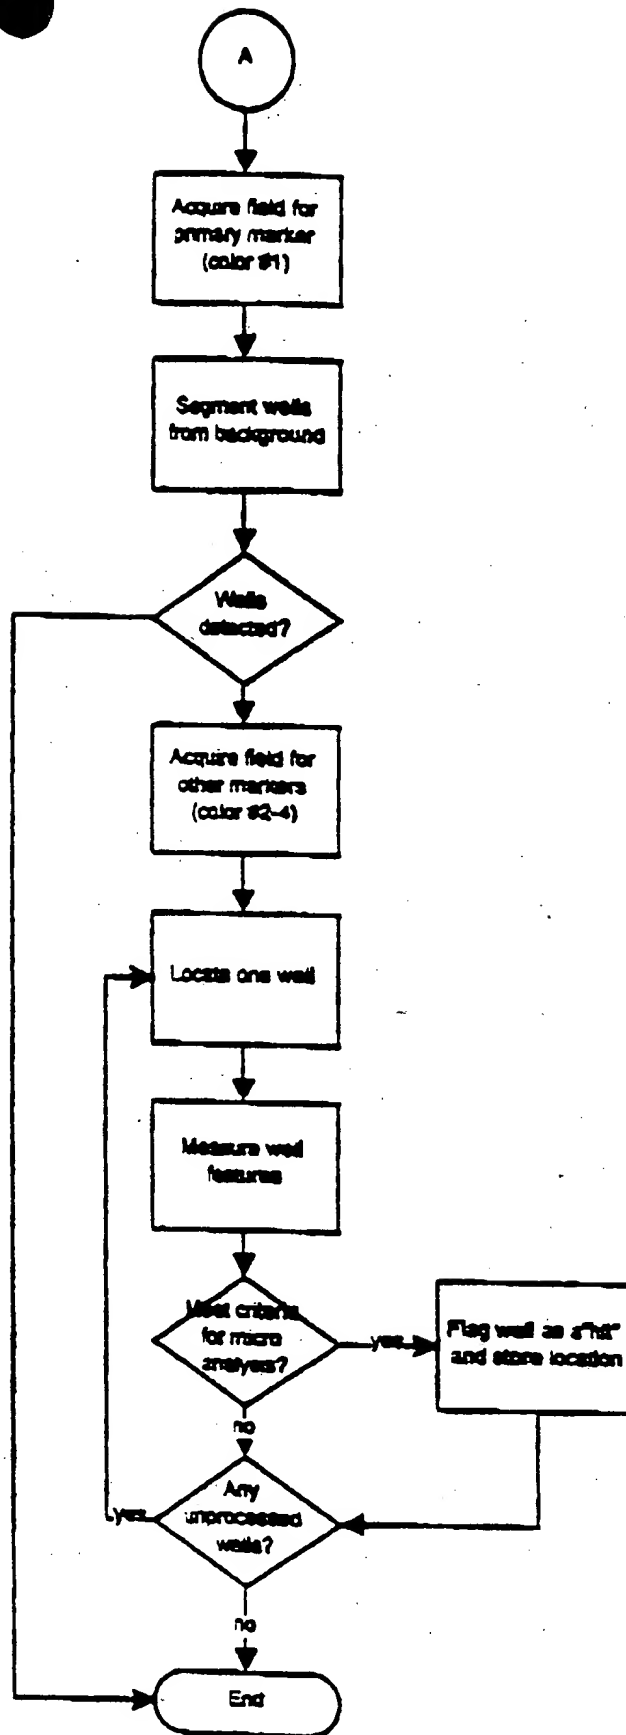 A
Acquire field for
primary marker
(color #1)
Segment wells
from background
Wells
detected?
Acquire field for
other markers
(color #2-4)
Locate one well
Measure well
features
Meet criteria
for micro
analysis?
yes
Flag well as a "hit"
and store location
no
Any
unprocessed
wells?
yes
no
End